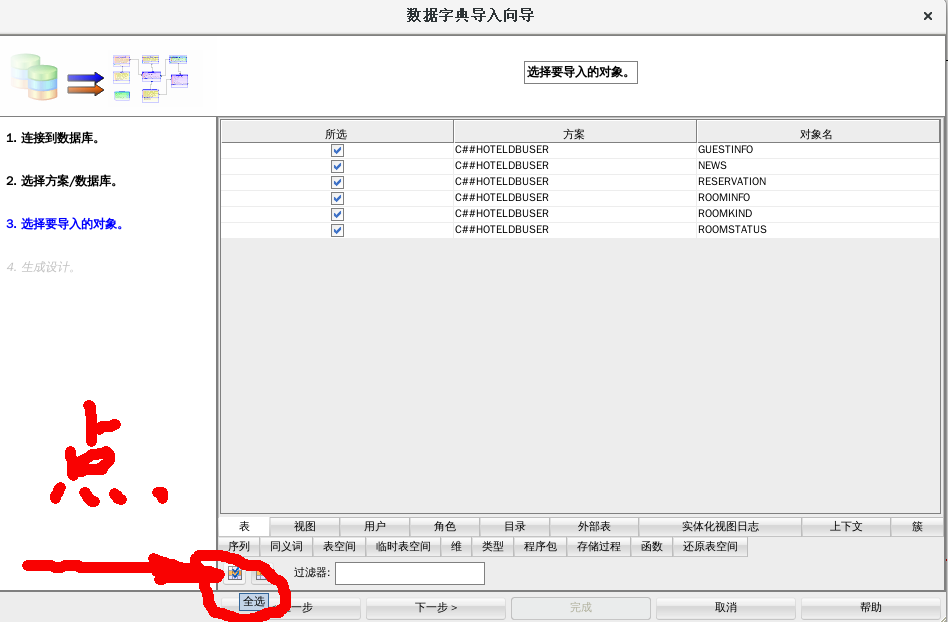 数据字典导入向导
选择要导入的对象。
1. 连接到数据库。
2. 选择方案/数据库。
3. 选择要导入的对象。
4. 生成设计。
所选 方案 对象名
C##HOTELDBUSER GUESTINFO
C##HOTELDBUSER NEWS
C##HOTELDBUSER RESERVATION
C##HOTELDBUSER ROOMINFO
C##HOTELDBUSER ROOMKIND
C##HOTELDBUSER ROOMSTATUS
点
表 视图 用户 角色 目录 外部表 实体化视图日志 上下文 簇
序列 同义词 表空间 临时表空间 维 类型 程序包 存储过程 函数 还原表空间
过滤器:
全选
一步 下一步 > 完成 取消 帮助